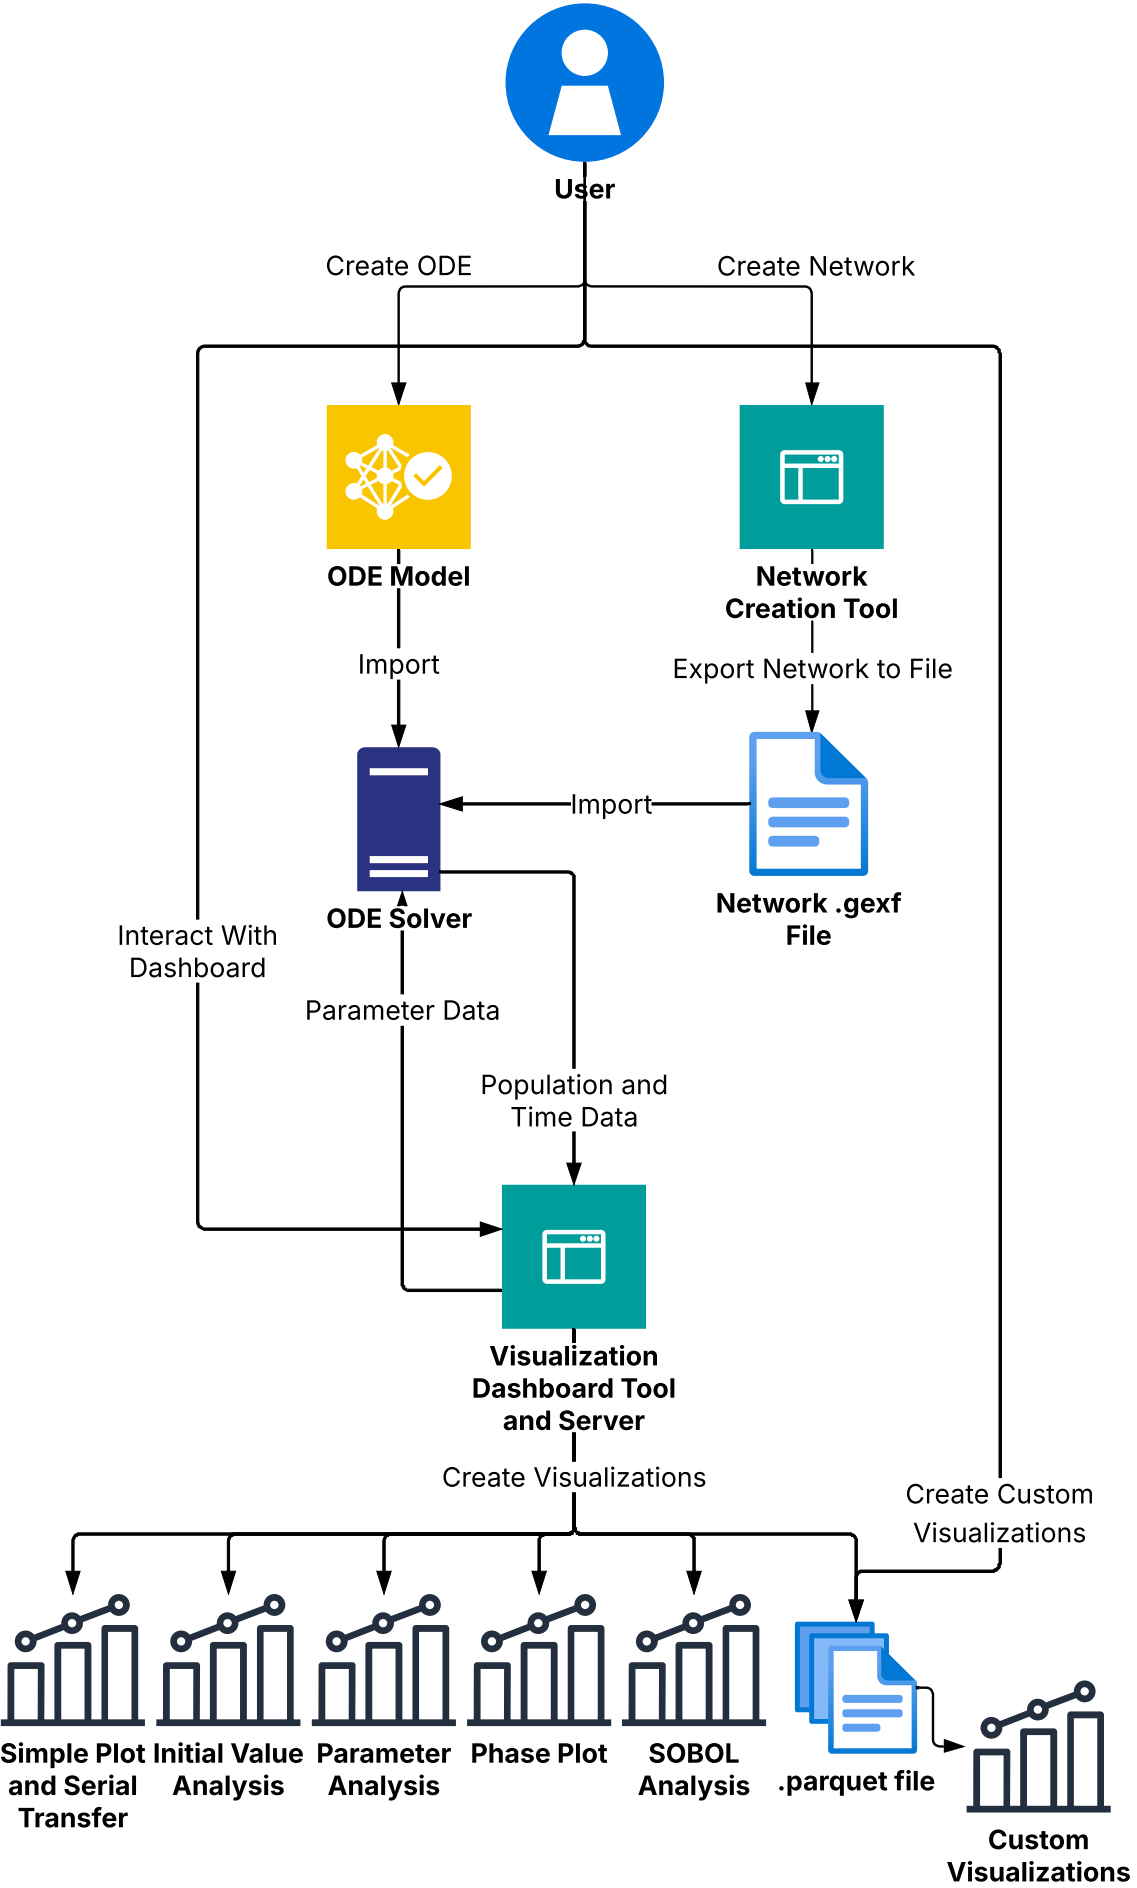 User
Create ODE
Create Network
ODE Model
Network
Creation Tool
Import
Export Network to File
Import
ODE Solver
Network .gexf
File
Interact With
Dashboard
Parameter Data
Population and
Time Data
Visualization
Dashboard Tool
and Server
Create Visualizations
Create Custom
Visualizations
Simple Plot
and Serial
Transfer
Initial Value
Analysis
Parameter
Analysis
Phase Plot
SOBOL
Analysis
.parquet file
Custom
Visualizations